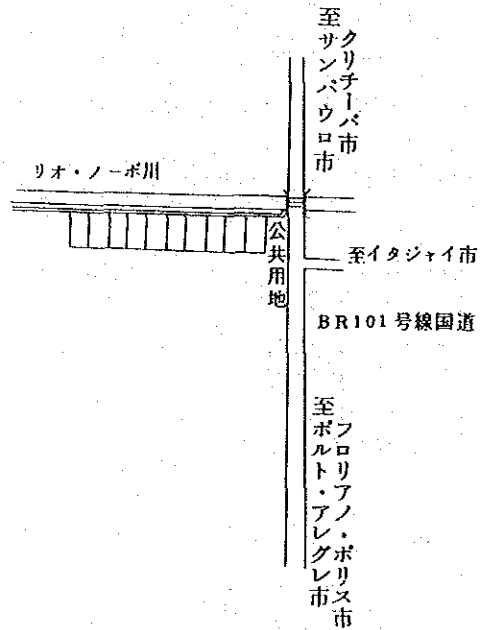 至
クリチーバ市
サンパウロ市
リオ・ノーボ川
公共用地
至イタジャイ市
BR101号線国道
至
フロリアノ・ポリス市
ポルト・アレグレ市